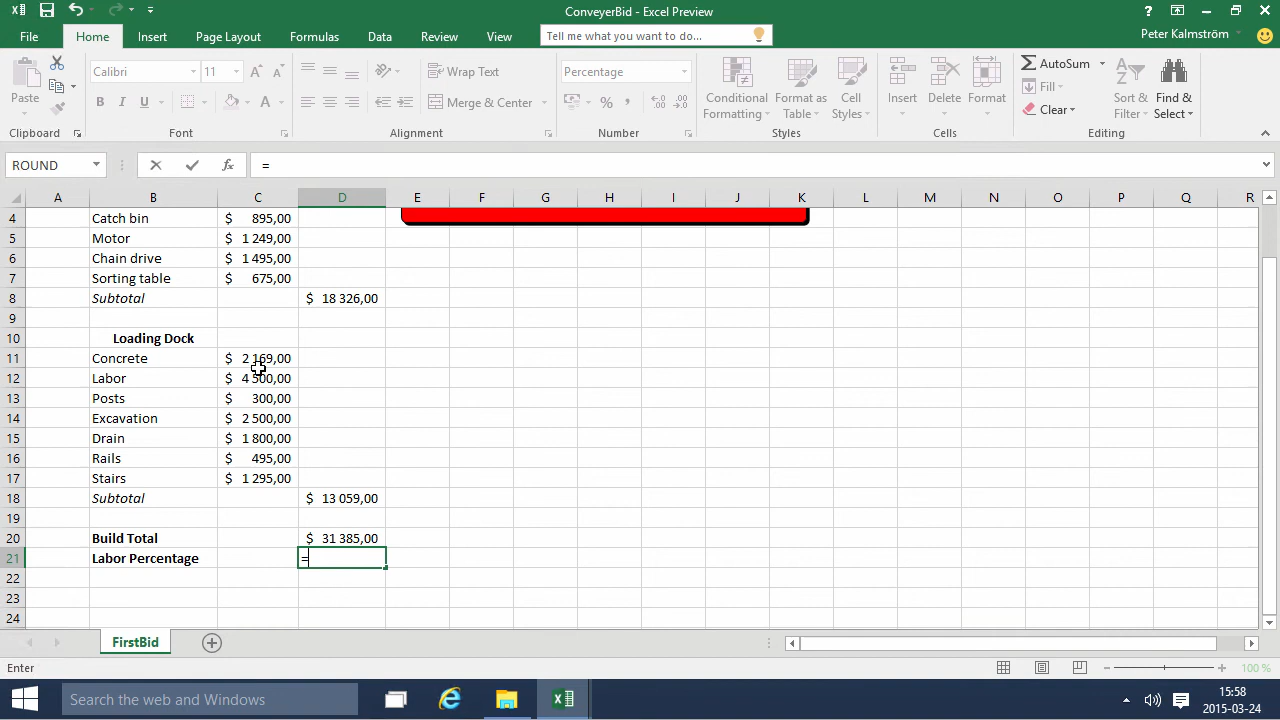 ConveyerBid - Excel Preview
File Home Insert Page Layout Formulas Data Review View Tell me what you want to do... Peter Kalmström
Paste
Calibri 11
B I U
Wrap Text
Merge & Center
Percentage
Conditional Formatting
Format as Table
Cell Styles
Insert Delete Format
AutoSum
Fill
Clear
Sort & Filter
Find & Select
Clipboard Font Alignment Number Styles Cells Editing
ROUND fx =
A B C D E F G H I J K L M N O P Q R
4 Catch bin $ 895,00
5 Motor $ 1 249,00
6 Chain drive $ 1 495,00
7 Sorting table $ 675,00
8 Subtotal $ 18 326,00
9
10 Loading Dock
11 Concrete $ 2 169,00
12 Labor $ 4 500,00
13 Posts $ 300,00
14 Excavation $ 2 500,00
15 Drain $ 1 800,00
16 Rails $ 495,00
17 Stairs $ 1 295,00
18 Subtotal $ 13 059,00
19
20 Build Total $ 31 385,00
21 Labor Percentage =
22
23
24
FirstBid
Enter 100 %
Search the web and Windows
15:58
2015-03-24